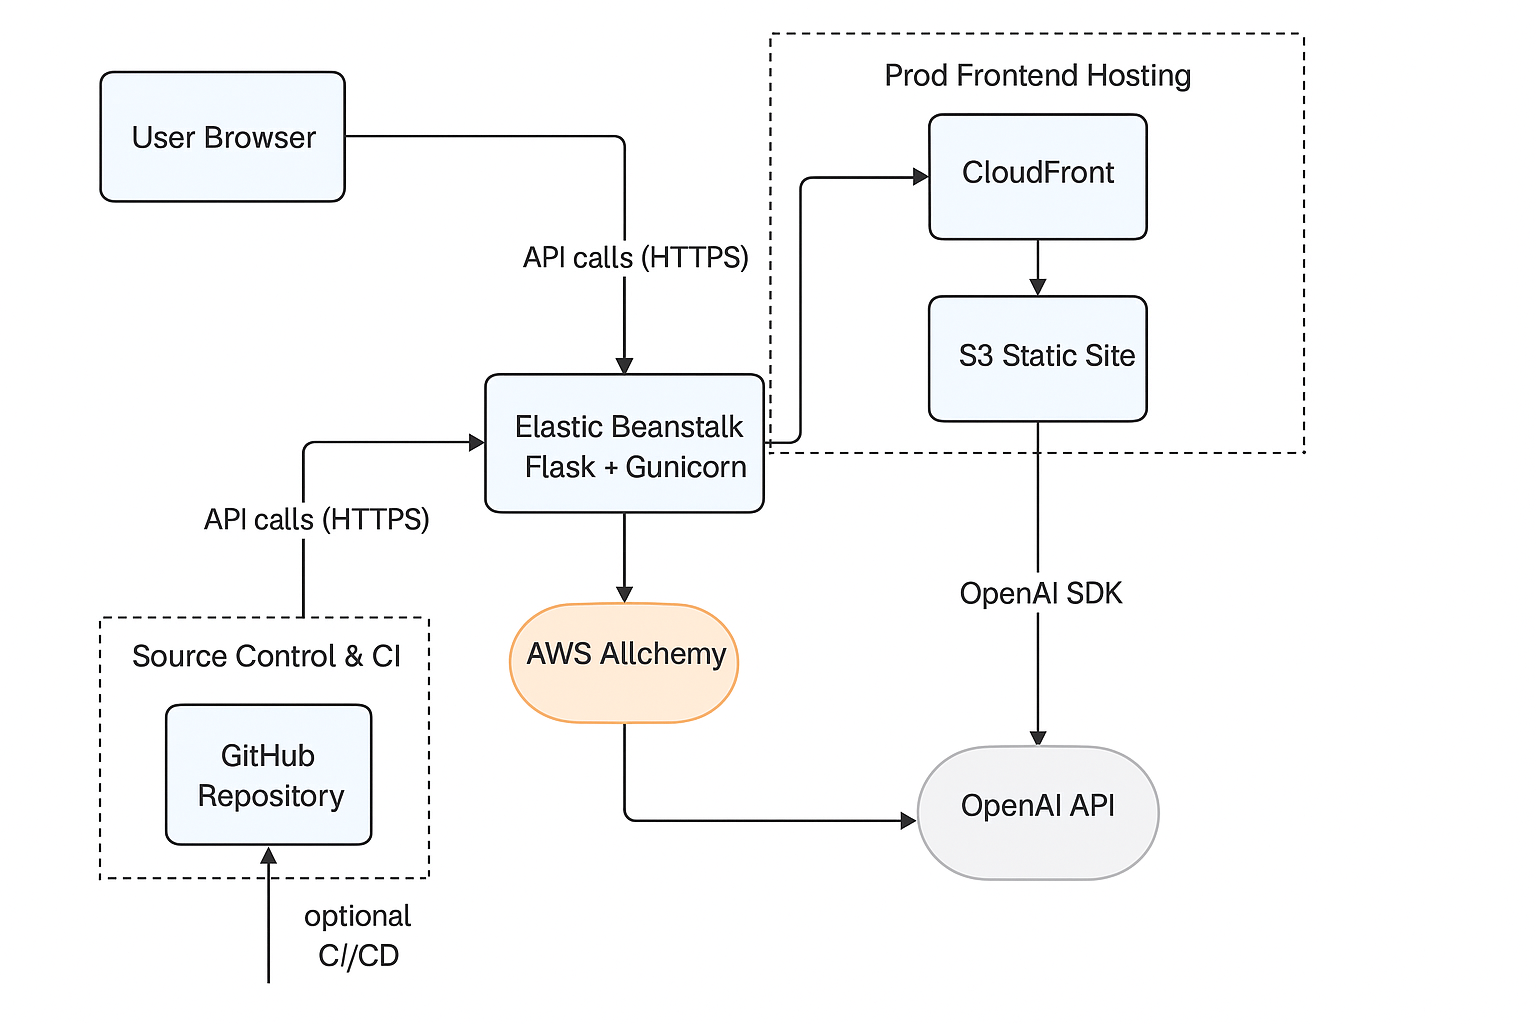 Prod Frontend Hosting
User Browser
CloudFront
API calls (HTTPS)
S3 Static Site
Elastic Beanstalk
Flask + Gunicorn
API calls (HTTPS)
OpenAI SDK
Source Control & CI
AWS Allchemy
GitHub
Repository
OpenAI API
optional
C//CD